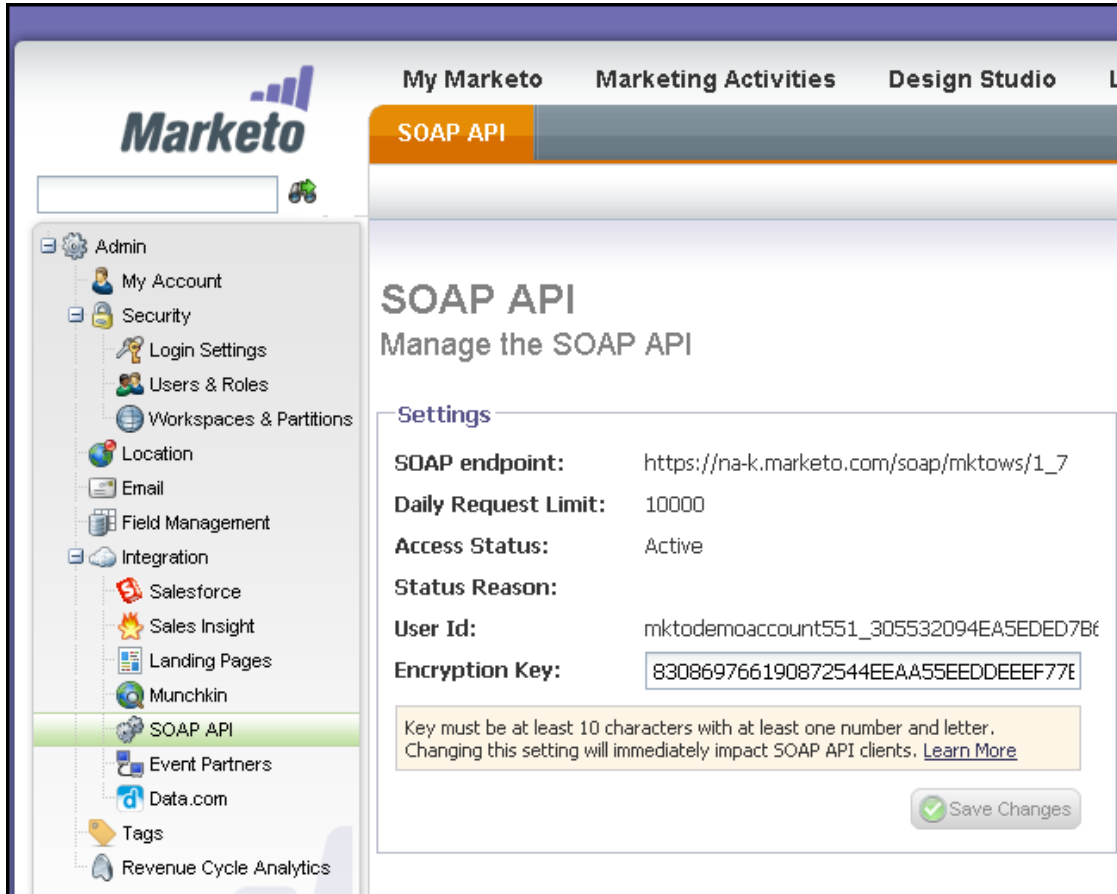 Marketo
My Marketo Marketing Activities Design Studio L
SOAP API
Admin
My Account
Security
Login Settings
Users & Roles
Workspaces & Partitions
Location
Email
Field Management
Integration
Salesforce
Sales Insight
Landing Pages
Munchkin
SOAP API
Event Partners
Data.com
Tags
Revenue Cycle Analytics
SOAP API
Manage the SOAP API
Settings
SOAP endpoint: https://na-k.marketo.com/soap/mktows/1_7
Daily Request Limit: 10000
Access Status: Active
Status Reason:
User Id: mktodemoaccount551_305532094EA5EDED7B6
Encryption Key: 830869766190872544EEAA55EEDDEEEF77E
Key must be at least 10 characters with at least one number and letter.
Changing this setting will immediately impact SOAP API clients. Learn More
Save Changes